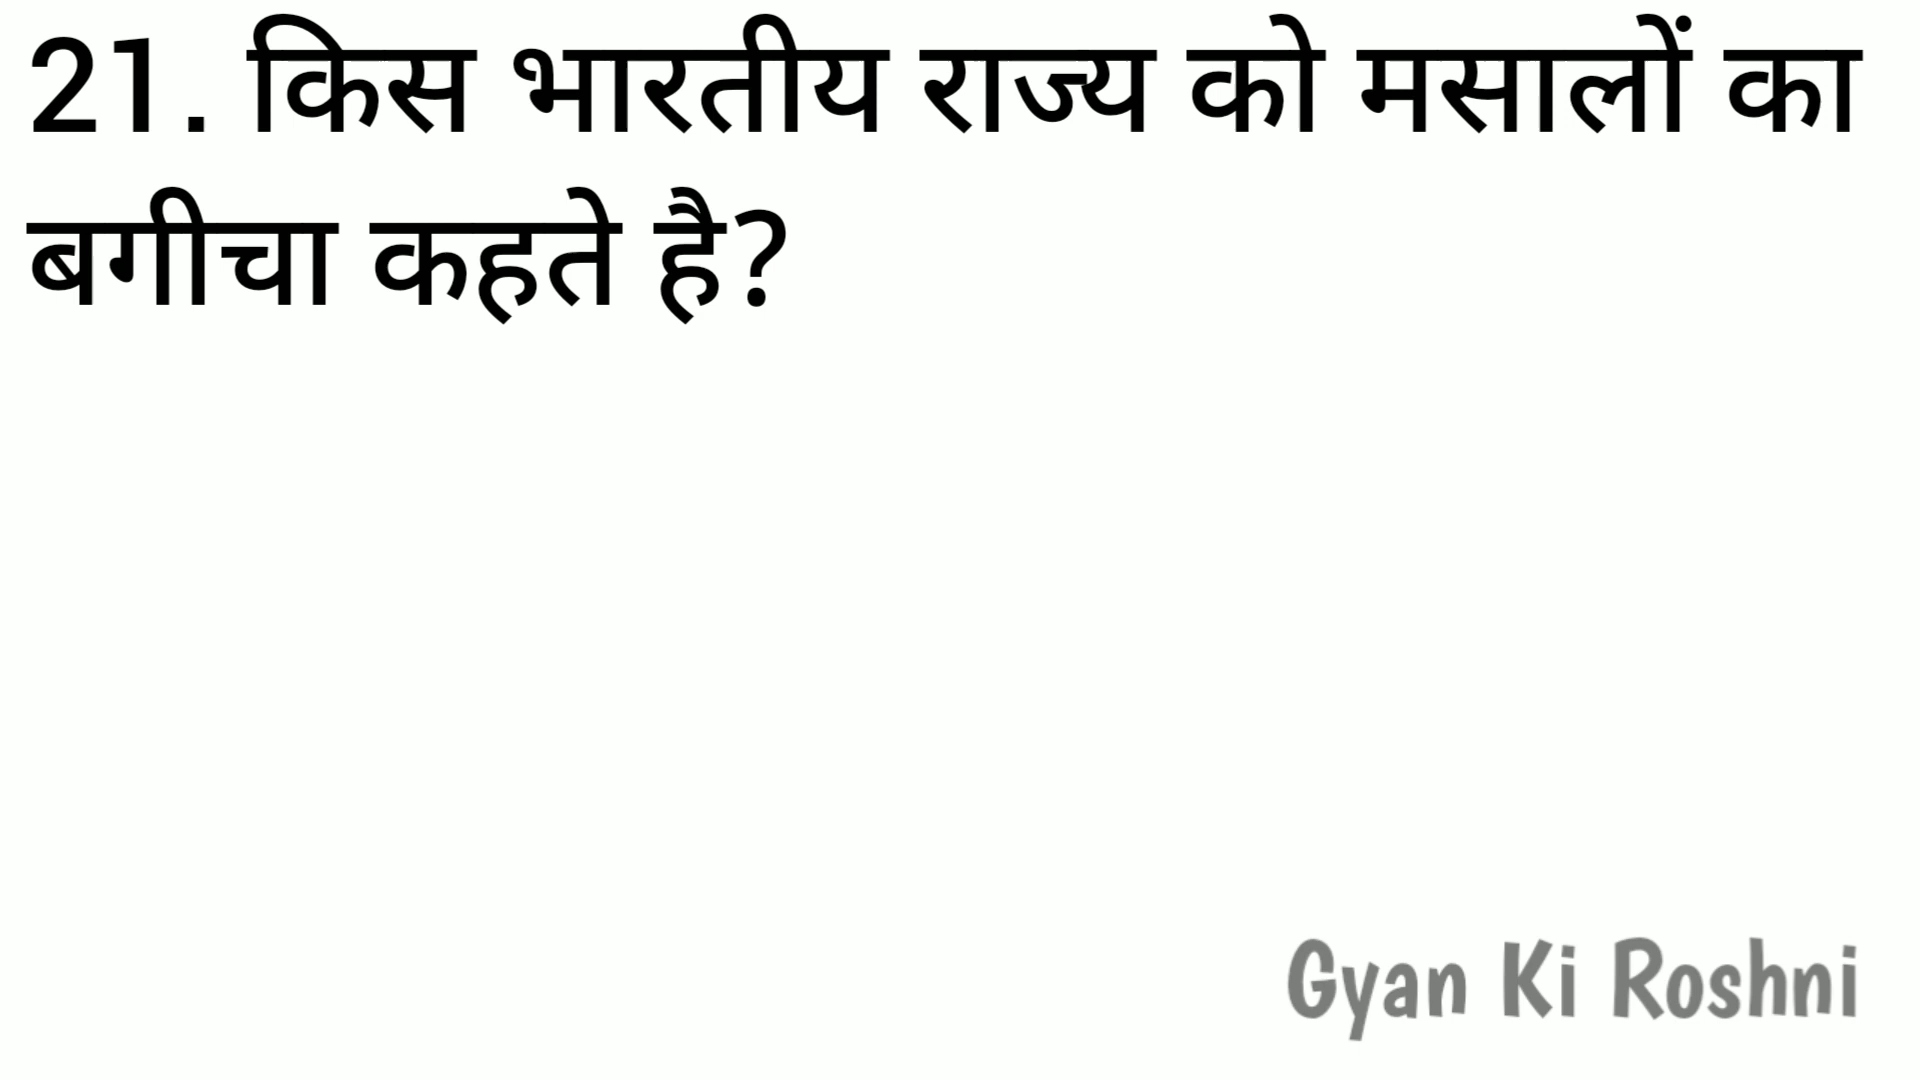 21. किस भारतीय राज्य को मसालों का
बगीचा कहते है?
Gyan Ki Roshni